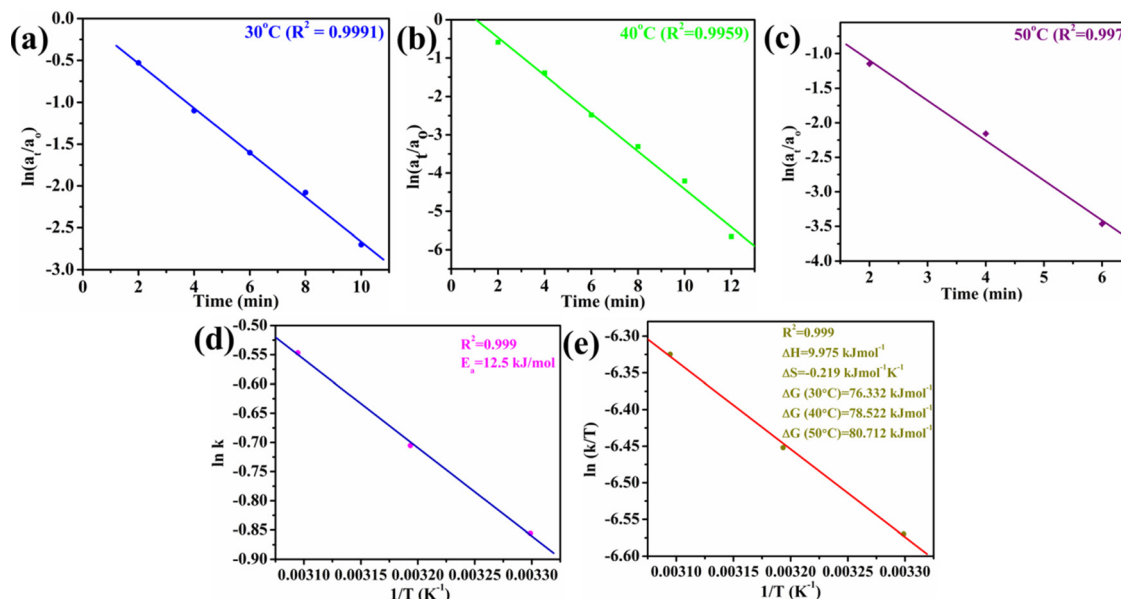 (a)
30°C (R² = 0.9991)
0.0
-0.5
-1.0
-1.5
-2.0
-2.5
-3.0
ln(aₜ/aₒ)
0 2 4 6 8 10
Time (min)
(b)
40°C (R²=0.9959)
0
-1
-2
-3
-4
-5
-6
ln(aₜ/aₒ)
0 2 4 6 8 10 12
Time (min)
(c)
50°C (R²=0.997
-1.0
-1.5
-2.0
-2.5
-3.0
-3.5
-4.0
ln(aₜ/aₒ)
2 3 4 5 6
Time (min)
(d)
R²=0.999
Eₐ=12.5 kJ/mol
-0.50
-0.55
-0.60
-0.65
-0.70
-0.75
-0.80
-0.85
-0.90
ln k
0.00310 0.00315 0.00320 0.00325 0.00330
1/T (K⁻¹)
(e)
R²=0.999
ΔH=9.975 kJmol⁻¹
ΔS=-0.219 kJmol⁻¹K⁻¹
ΔG (30°C)=76.332 kJmol⁻¹
ΔG (40°C)=78.522 kJmol⁻¹
ΔG (50°C)=80.712 kJmol⁻¹
-6.30
-6.35
-6.40
-6.45
-6.50
-6.55
-6.60
ln (k/T)
0.00310 0.00315 0.00320 0.00325 0.00330
1/T (K⁻¹)